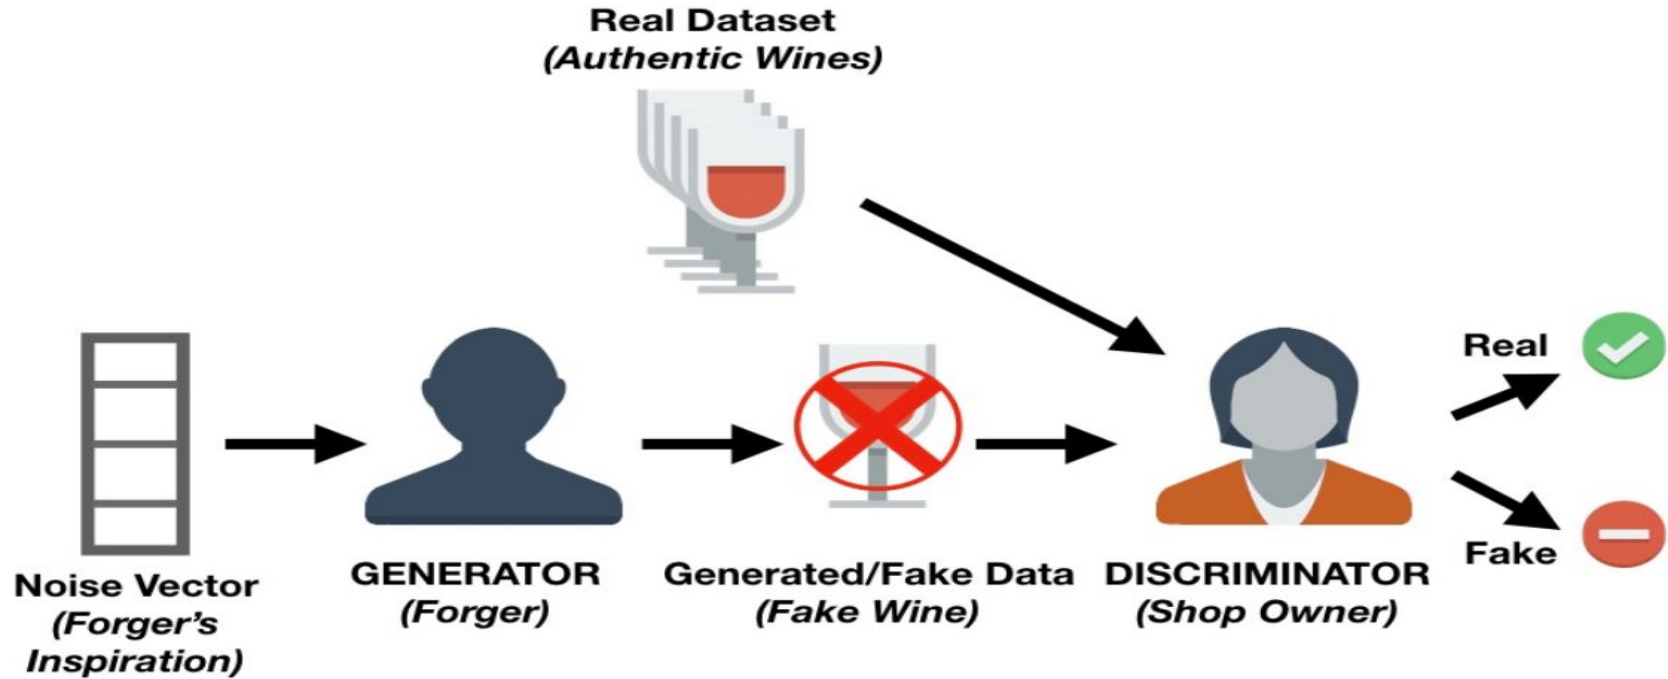 Real Dataset
(Authentic Wines)
Real
Fake
Noise Vector
(Forger’s
Inspiration)
GENERATOR
(Forger)
Generated/Fake Data
(Fake Wine)
DISCRIMINATOR
(Shop Owner)